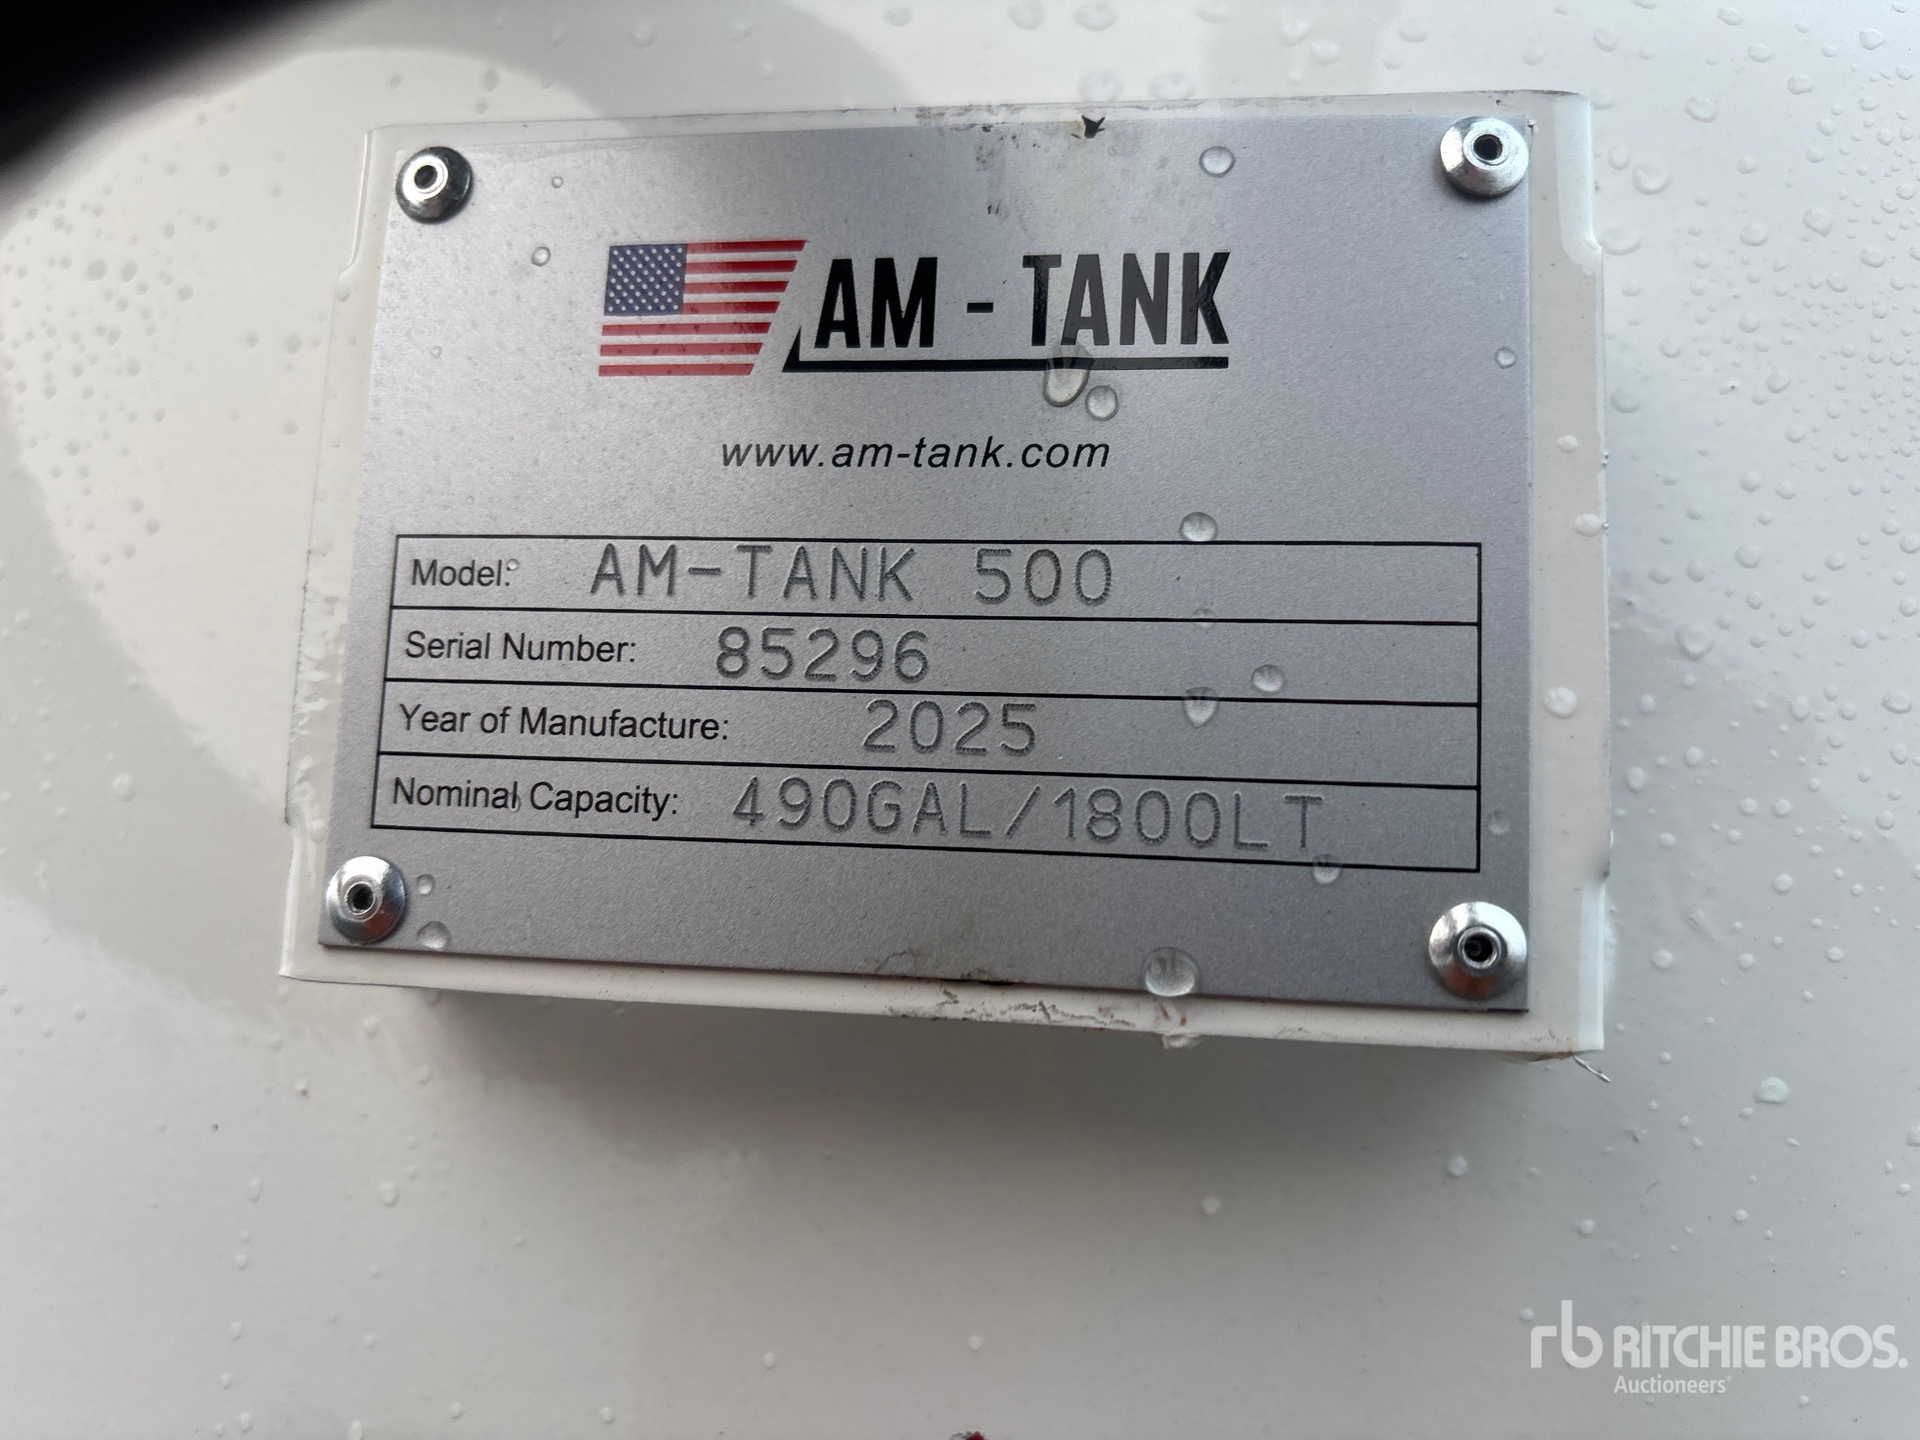 AM - TANK
www.am-tank.com
Model: AM-TANK 500
Serial Number: 85296
Year of Manufacture: 2025
Nominal Capacity: 490GAL/1800LT
rb RITCHIE BROS.
Auctioneers